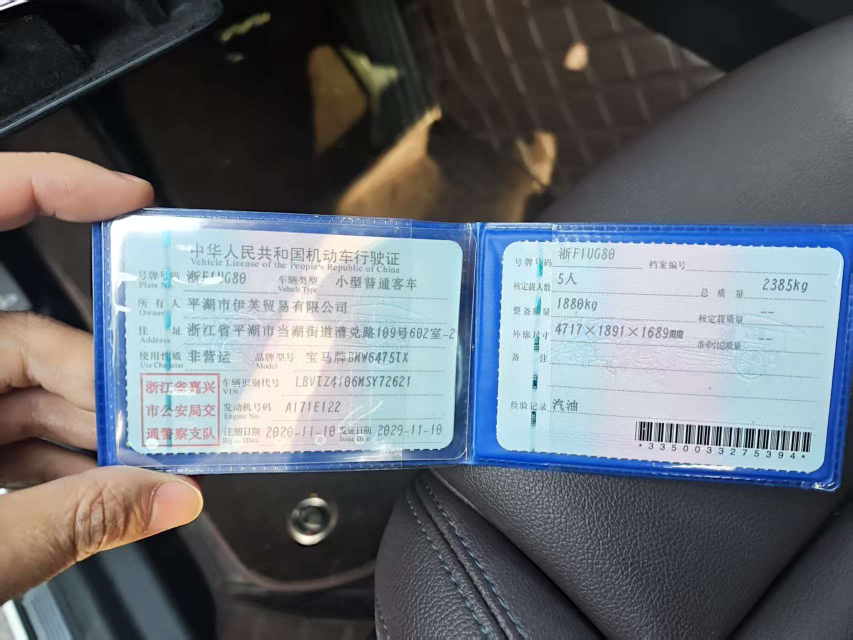 中华人民共和国机动车行驶证
Vehicle License of the People's Republic of China
号牌号码 浙F1UG80 车辆类型 小型普通客车
Plate No. Vehicle Type
所有人 平湖市伊芙贸易有限公司
Owner
住址 浙江省平湖市当湖街道漕兑路109号602室-2
Address
使用性质 非营运 品牌型号 宝马牌BMW6475TX
Use Character Model
浙江省嘉兴
市公安局交
通警察支队
车辆识别代号
VIN
发动机号码 A171E122
Engine No.
注册日期 2020-11-10 发证日期 2020-11-10
Register Date Issue Date
号牌号码 浙F1UG80 档案编号
核定载人数 5人 总质量 2385kg
整备质量 1880kg 核定载质量 --
外廓尺寸 4717×1891×1689mm 准牵引总质量 --
备注
检验记录 汽油
*3350033275394*